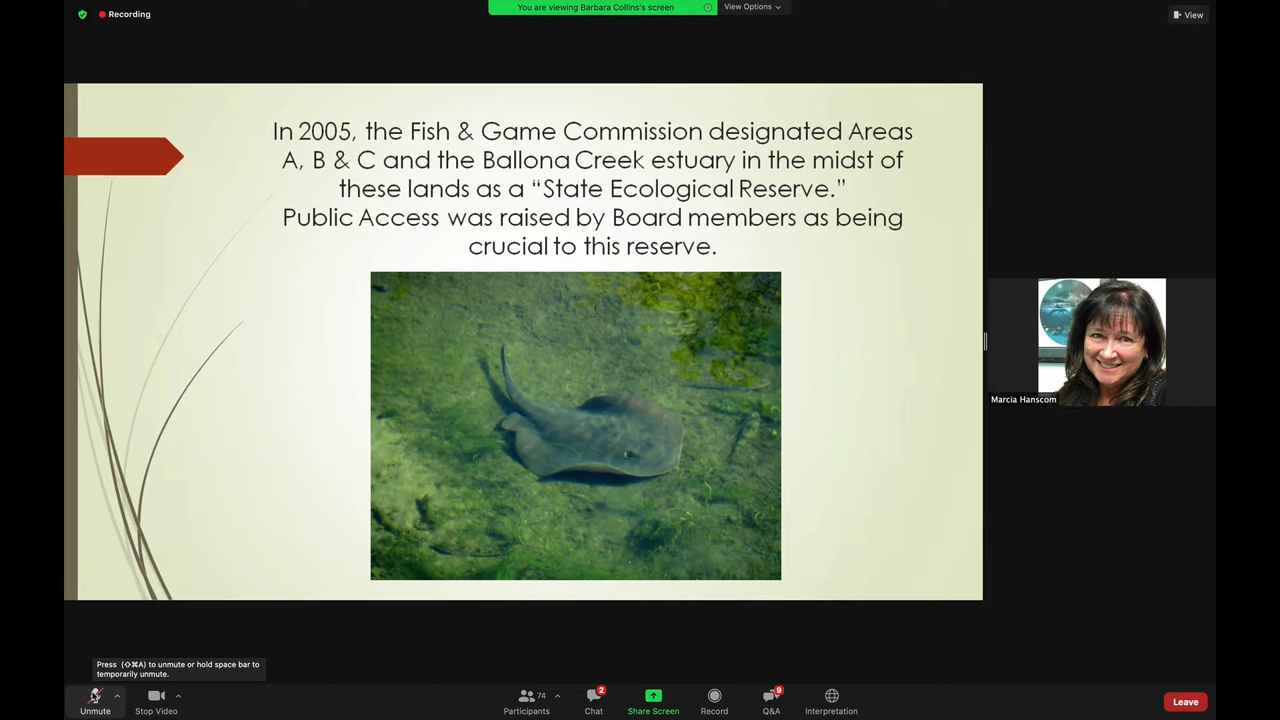 Recording
You are viewing Barbara Collins's screen
View Options
View
In 2005, the Fish & Game Commission designated Areas
A, B & C and the Ballona Creek estuary in the midst of
these lands as a “State Ecological Reserve.”
Public Access was raised by Board members as being
crucial to this reserve.
Marcia Hanscom
Press (⇧⌘A) to unmute or hold space bar to
temporarily unmute.
Unmute
Stop Video
74
Participants
2
Chat
Share Screen
Record
9
Q&A
Interpretation
Leave